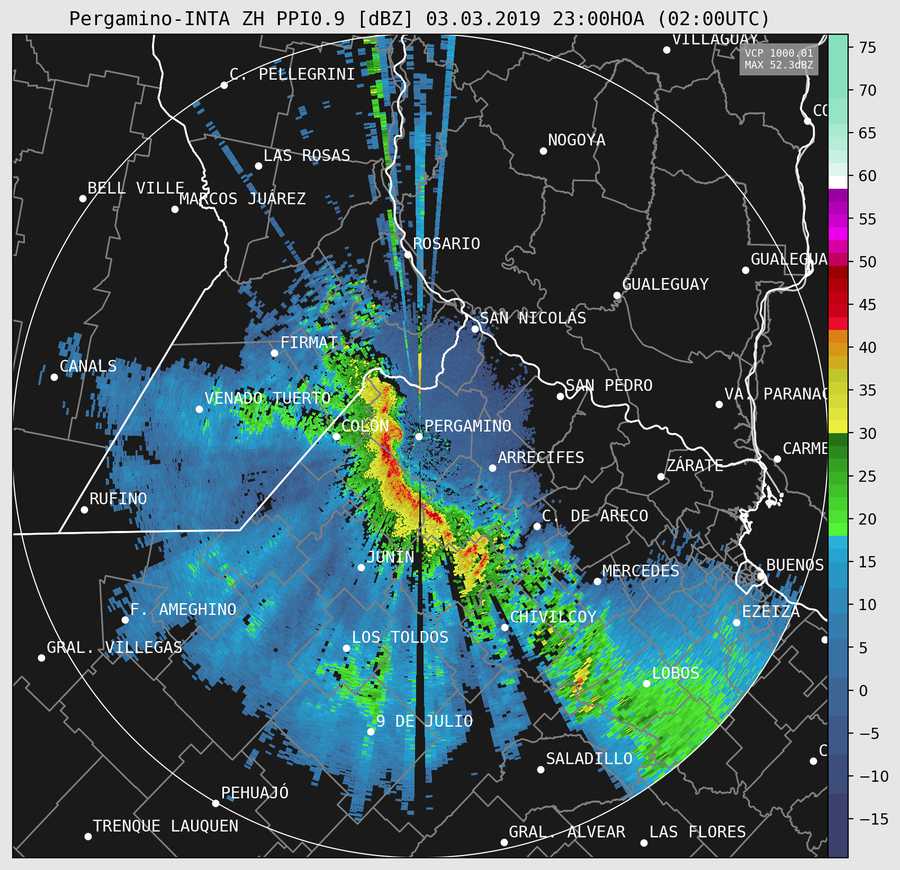 Pergamino-INTA ZH PPI0.9 [dBZ] 03.03.2019 23:00HOA (02:00UTC)
VILLAGUAY
VCP 1000.01
MAX 52.3dBZ
C. PELLEGRINI
CO
NOGOYA
LAS ROSAS
BELL VILLE
MARCOS JUÁREZ
ROSARIO
GUALEGUA
GUALEGUAY
SAN NICOLÁS
FIRMAT
CANALS
SAN PEDRO
VENADO TUERTO
VA. PARANAC
COLÓN
PERGAMINO
CARME
ARRECIFES
ZÁRATE
RUFINO
C. DE ARECO
JUNÍN
MERCEDES
BUENOS
F. AMEGHINO
CHIVILCOY
EZEIZA
LOS TOLDOS
GRAL. VILLEGAS
LOBOS
9 DE JULIO
SALADILLO
C
PEHUAJÓ
TRENQUE LAUQUEN
GRAL. ALVEAR
LAS FLORES
75
70
65
60
55
50
45
40
35
30
25
20
15
10
5
0
−5
−10
−15